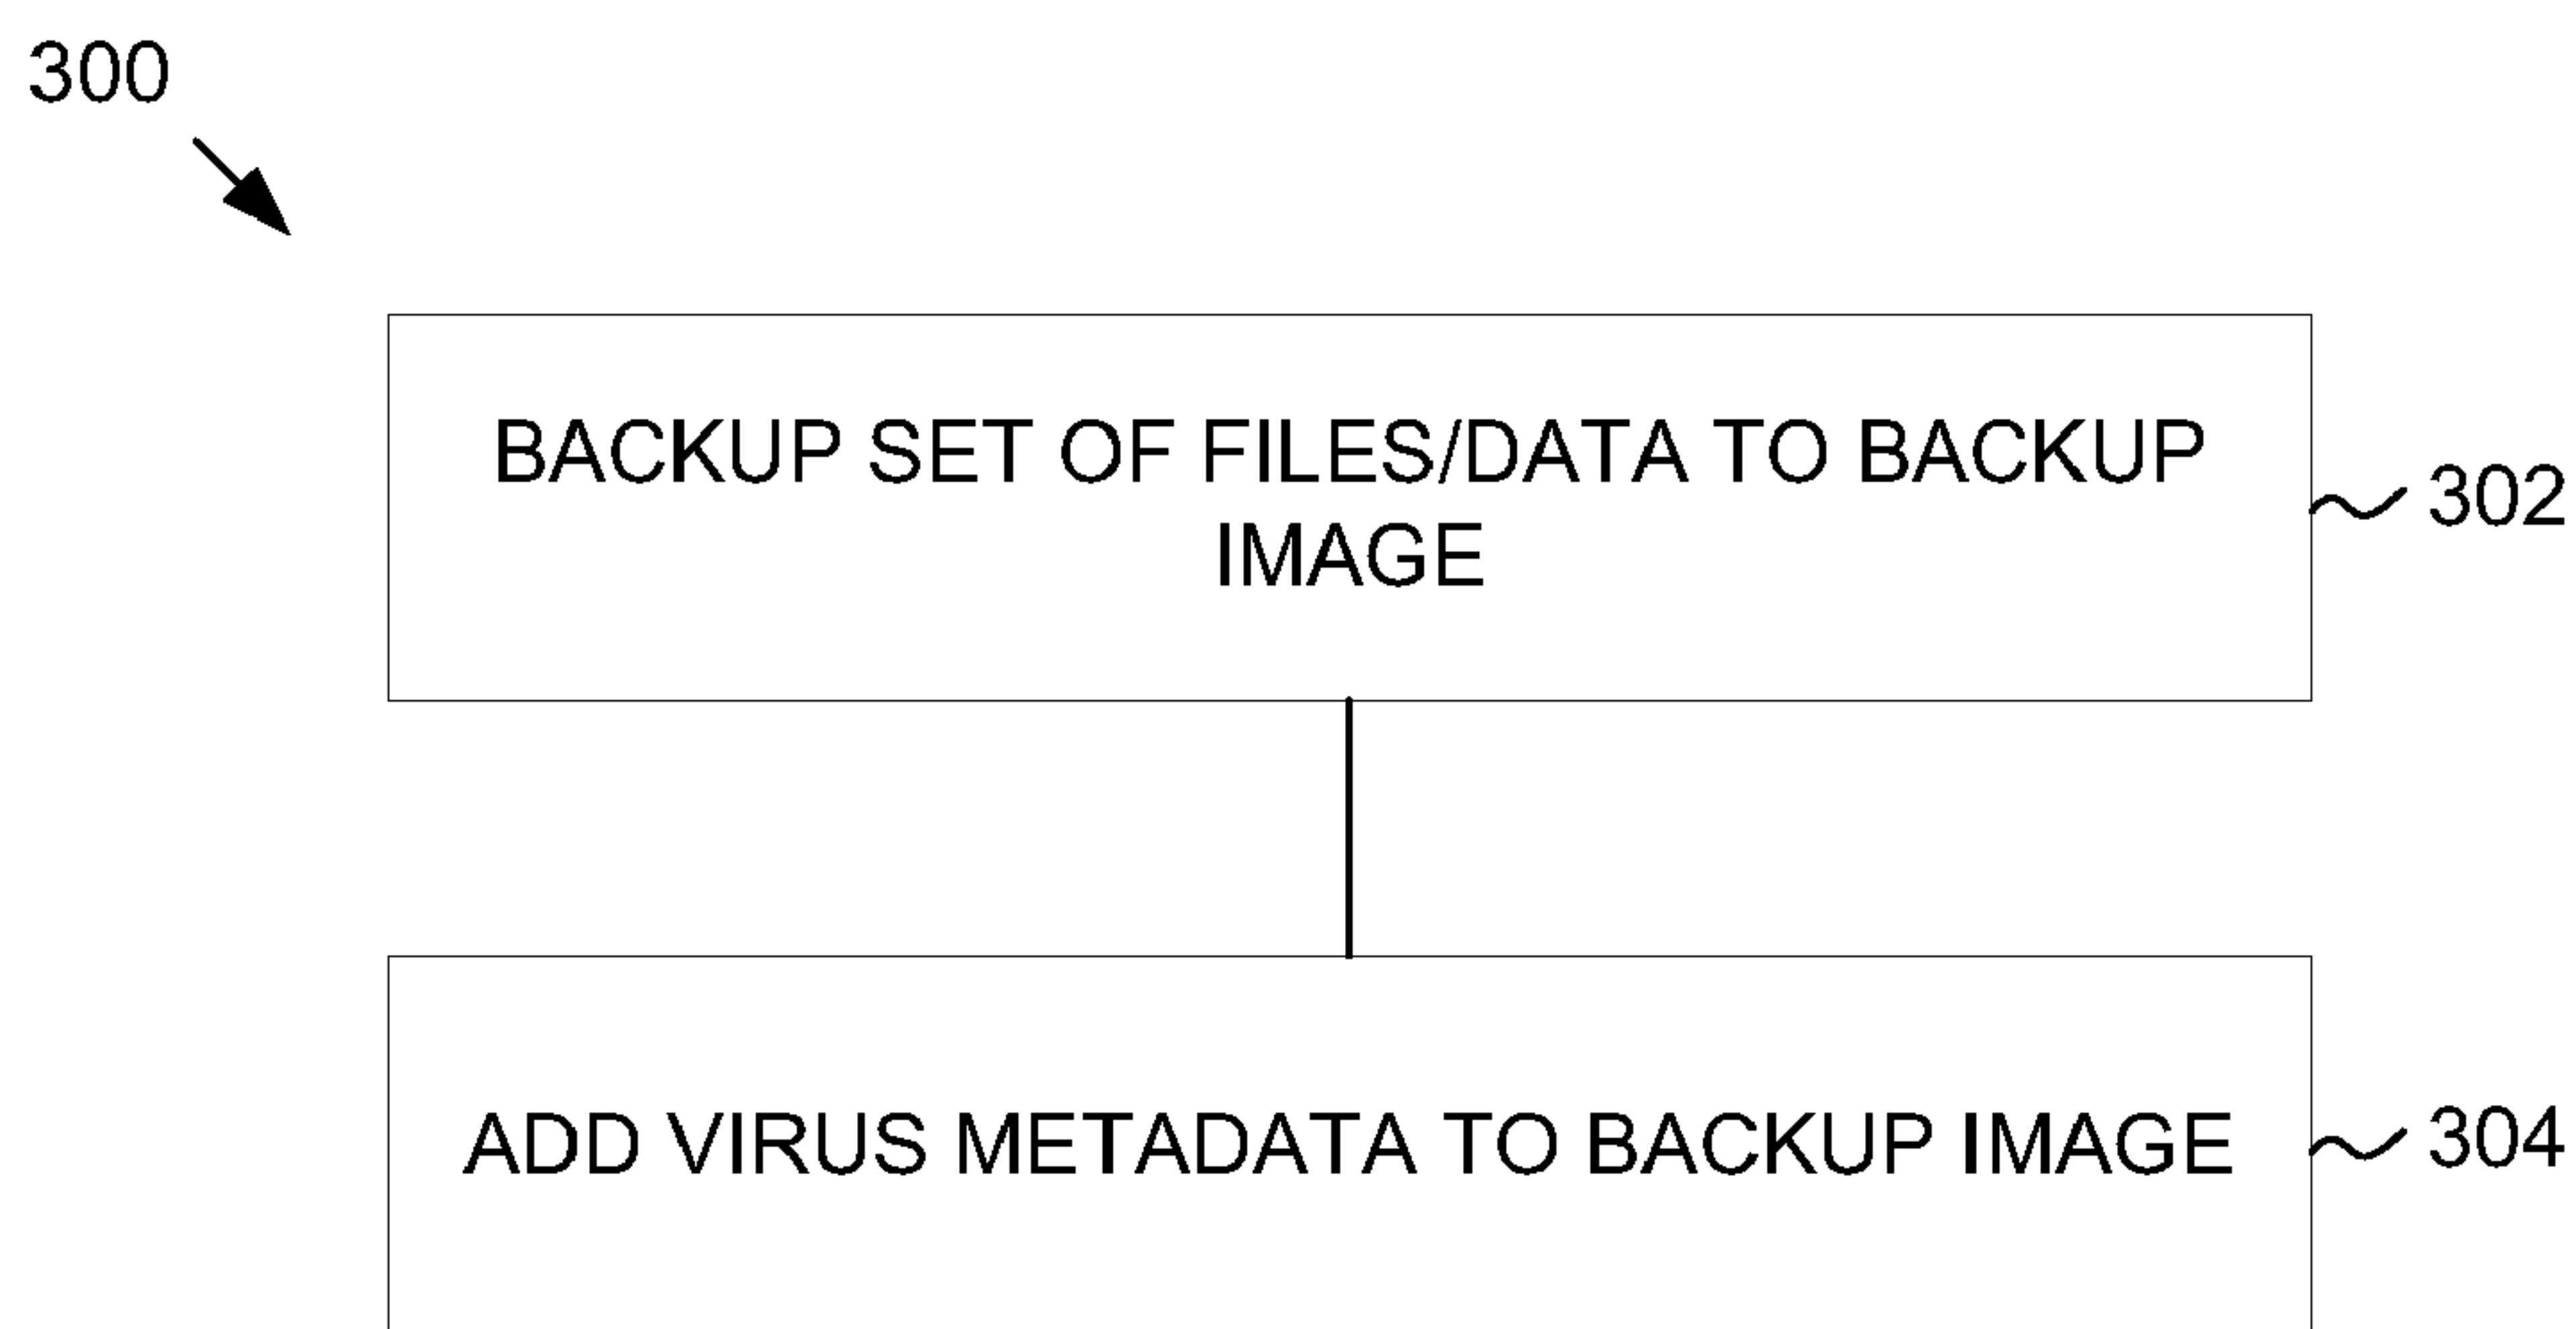 300
BACKUP SET OF FILES/DATA TO BACKUP
IMAGE
302
ADD VIRUS METADATA TO BACKUP IMAGE
304